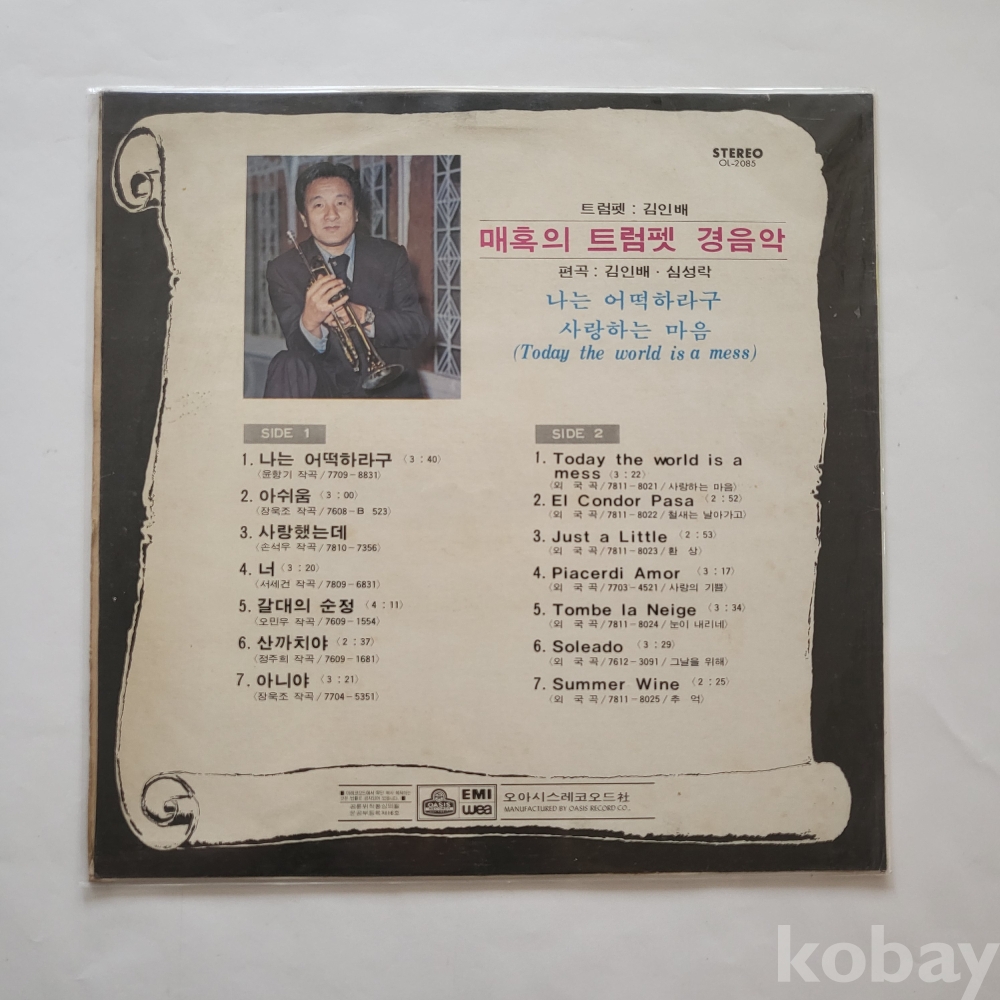 STEREO
OL-2085
트럼펫 : 김인배
매혹의 트럼펫 경음악
편곡 : 김인배 · 심성락
나는 어떡하라구
사랑하는 마음
(Today the world is a mess)
SIDE 1
1. 나는 어떡하라구 (3:40)
(윤항기 작곡/7709-8831)
2. 아쉬움 (3:00)
(장욱조 작곡/7608-B 523)
3. 사랑했는데
(손석우 작곡/7810-7356)
4. 너 (3:20)
(서세건 작곡/7809-6831)
5. 갈대의 순정 (4:11)
(오민우 작곡/7609-1554)
6. 산까치야 (2:37)
(정주희 작곡/7609-1681)
7. 아니야 (3:21)
(장욱조 작곡/7704-5351)
SIDE 2
1. Today the world is a
mess (3:22)
(외 국 곡/7811-8021/사랑하는 마음)
2. El Condor Pasa (2:52)
(외 국 곡/7811-8022/철새는 날아가고)
3. Just a Little (2:53)
(외 국 곡/7811-8023/환 상)
4. Piacerdi Amor (3:17)
(외 국 곡/7703-4521/사랑의 기쁨)
5. Tombe la Neige (3:34)
(외 국 곡/7811-8024/눈이 내리네)
6. Soleado (3:29)
(외 국 곡/7612-3091/그날을 위해)
7. Summer Wine (2:25)
(외 국 곡/7811-8025/추 억)
OASIS
EMI
wea
오아시스레코오드社
MANUFACTURED BY OASIS RECORD CO.,
kobay